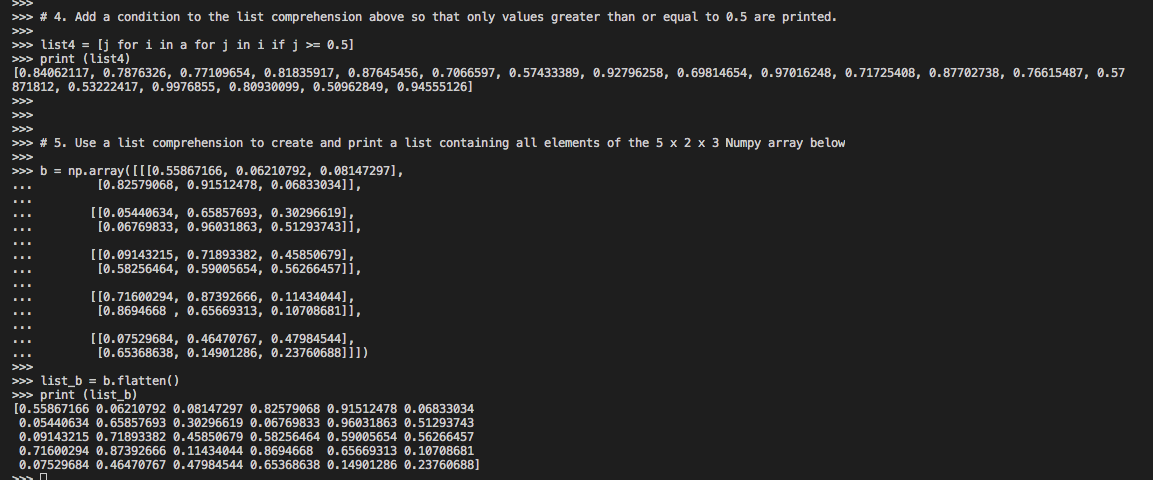 >>>
>>> # 4. Add a condition to the list comprehension above so that only values greater than or equal to 0.5 are printed.
>>>
>>> list4 = [j for i in a for j in i if j >= 0.5]
>>> print (list4)
[0.84062117, 0.7876326, 0.77109654, 0.81835917, 0.87645456, 0.7066597, 0.57433389, 0.92796258, 0.69814654, 0.97016248, 0.71725408, 0.87702738, 0.76615487, 0.57
871812, 0.53222417, 0.9976855, 0.80930099, 0.50962849, 0.94555126]
>>>
>>>
>>>
>>> # 5. Use a list comprehension to create and print a list containing all elements of the 5 x 2 x 3 Numpy array below
>>>
>>> b = np.array([[[0.55867166, 0.06210792, 0.08147297],
...         [0.82579068, 0.91512478, 0.06833034]],
...
...        [[0.05440634, 0.65857693, 0.30296619],
...         [0.06769833, 0.96031863, 0.51293743]],
...
...        [[0.09143215, 0.71893382, 0.45850679],
...         [0.58256464, 0.59005654, 0.56266457]],
...
...        [[0.71600294, 0.87392666, 0.11434044],
...         [0.8694668 , 0.65669313, 0.10708681]],
...
...        [[0.07529684, 0.46470767, 0.47984544],
...         [0.65368638, 0.14901286, 0.23760688]]])
>>>
>>> list_b = b.flatten()
>>> print (list_b)
[0.55867166 0.06210792 0.08147297 0.82579068 0.91512478 0.06833034
 0.05440634 0.65857693 0.30296619 0.06769833 0.96031863 0.51293743
 0.09143215 0.71893382 0.45850679 0.58256464 0.59005654 0.56266457
 0.71600294 0.87392666 0.11434044 0.8694668  0.65669313 0.10708681
 0.07529684 0.46470767 0.47984544 0.65368638 0.14901286 0.23760688]
>>>